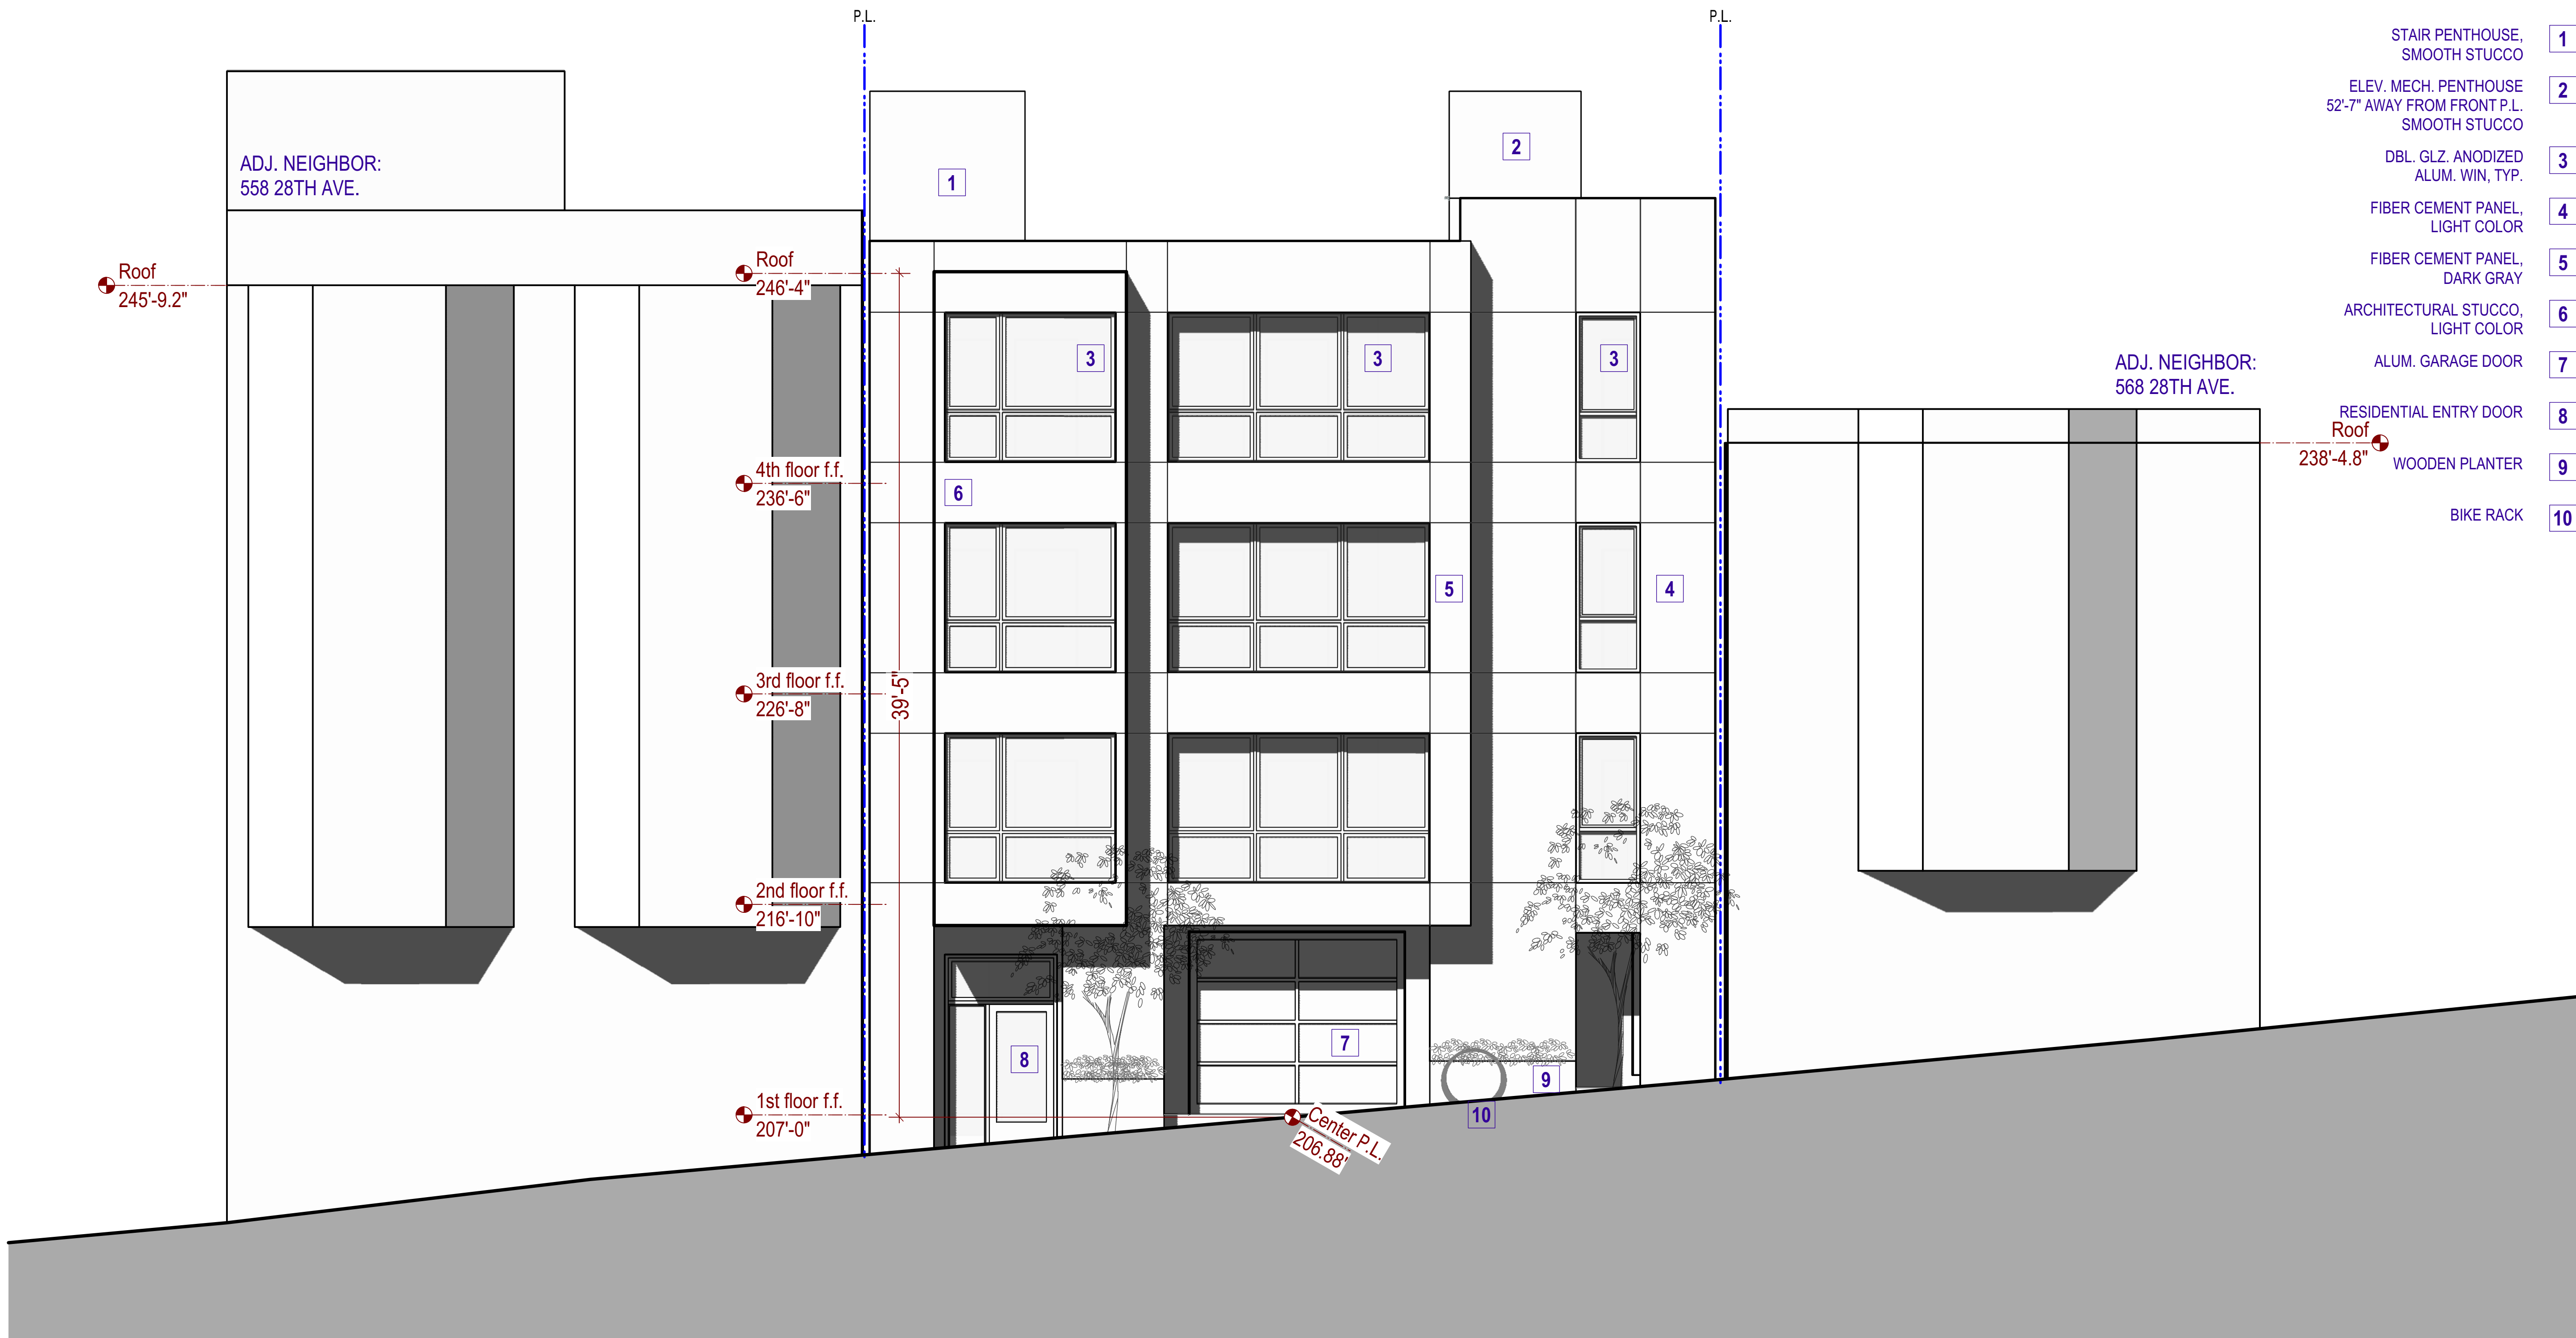 P.L.
P.L.
STAIR PENTHOUSE,
SMOOTH STUCCO
1
ELEV. MECH. PENTHOUSE
52'-7" AWAY FROM FRONT P.L.
SMOOTH STUCCO
2
DBL. GLZ. ANODIZED
ALUM. WIN, TYP.
3
FIBER CEMENT PANEL,
LIGHT COLOR
4
FIBER CEMENT PANEL,
DARK GRAY
5
ARCHITECTURAL STUCCO,
LIGHT COLOR
6
ALUM. GARAGE DOOR
7
RESIDENTIAL ENTRY DOOR
8
WOODEN PLANTER
9
BIKE RACK
10
ADJ. NEIGHBOR:
558 28TH AVE.
1
2
Roof
245'-9.2"
Roof
246'-4"
3
3
3
ADJ. NEIGHBOR:
568 28TH AVE.
Roof
238'-4.8"
4th floor f.f.
236'-6"
6
5
4
3rd floor f.f.
226'-8"
39'-5"
2nd floor f.f.
216'-10"
7
8
9
10
1st floor f.f.
207'-0"
Center P.L.
206.88'